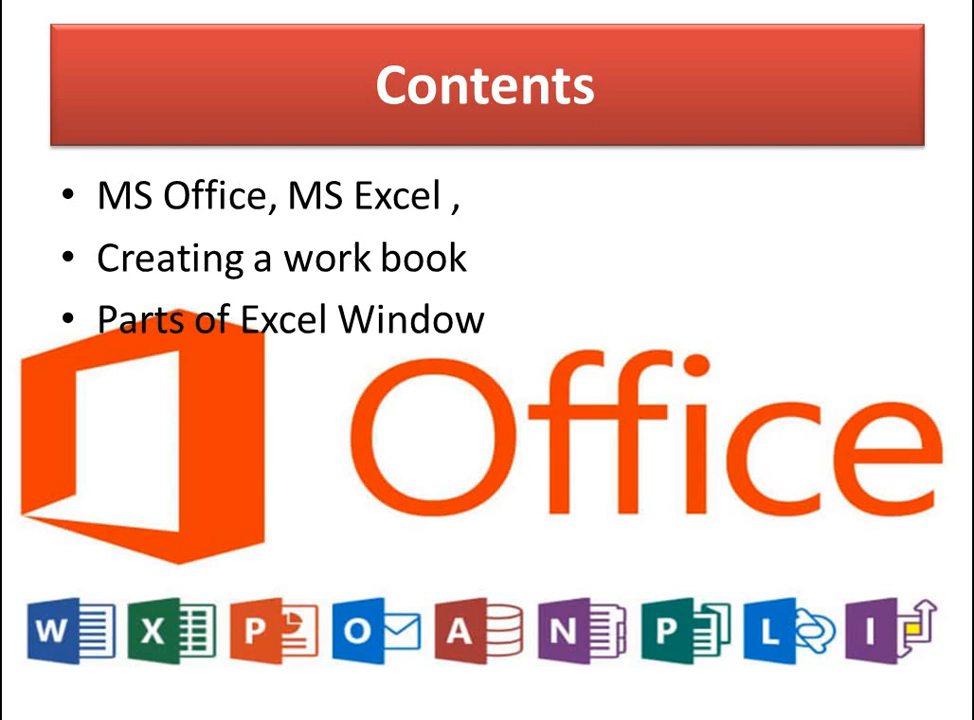 Contents
• MS Office, MS Excel ,
• Creating a work book
• Parts of Excel Window
Office
W X P O A N P L I